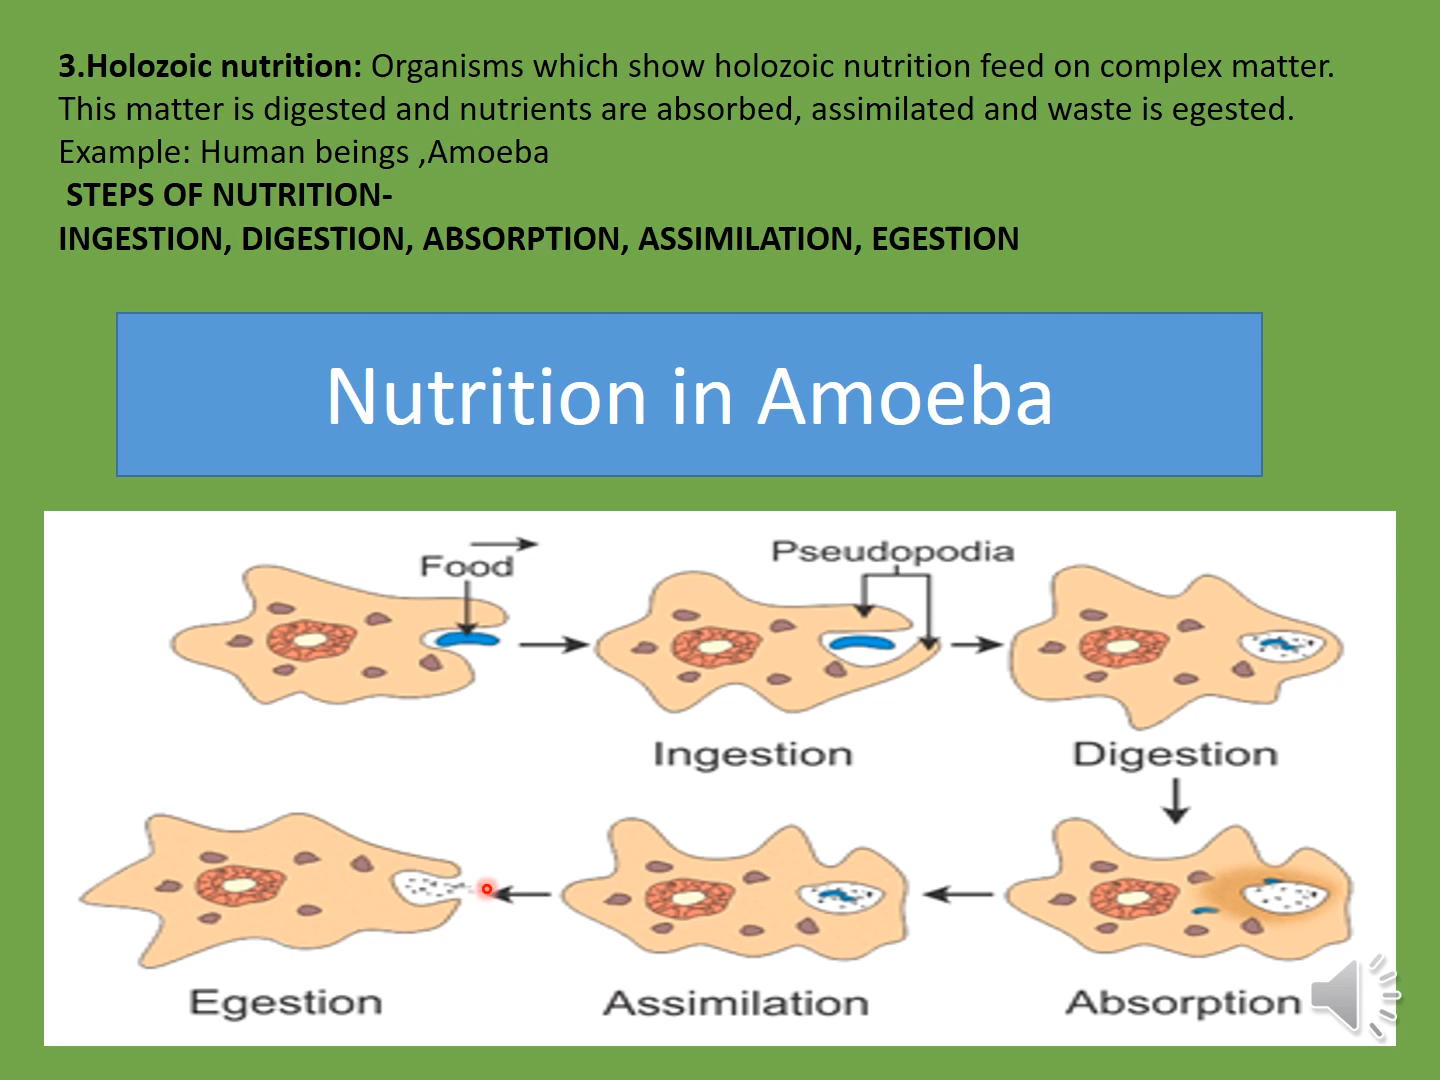 3.Holozoic nutrition: Organisms which show holozoic nutrition feed on complex matter.
This matter is digested and nutrients are absorbed, assimilated and waste is egested.
Example: Human beings ,Amoeba
STEPS OF NUTRITION-
INGESTION, DIGESTION, ABSORPTION, ASSIMILATION, EGESTION
Nutrition in Amoeba
Food
Pseudopodia
Ingestion
Digestion
Egestion
Assimilation
Absorption